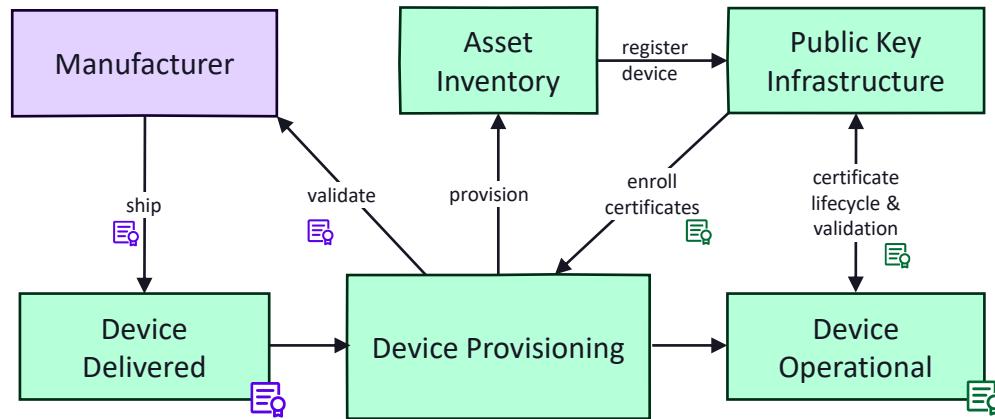 Manufacturer
Asset
Inventory
register
device
Public Key
Infrastructure
ship
validate
provision
enroll
certificates
certificate
lifecycle &
validation
Device
Delivered
Device Provisioning
Device
Operational